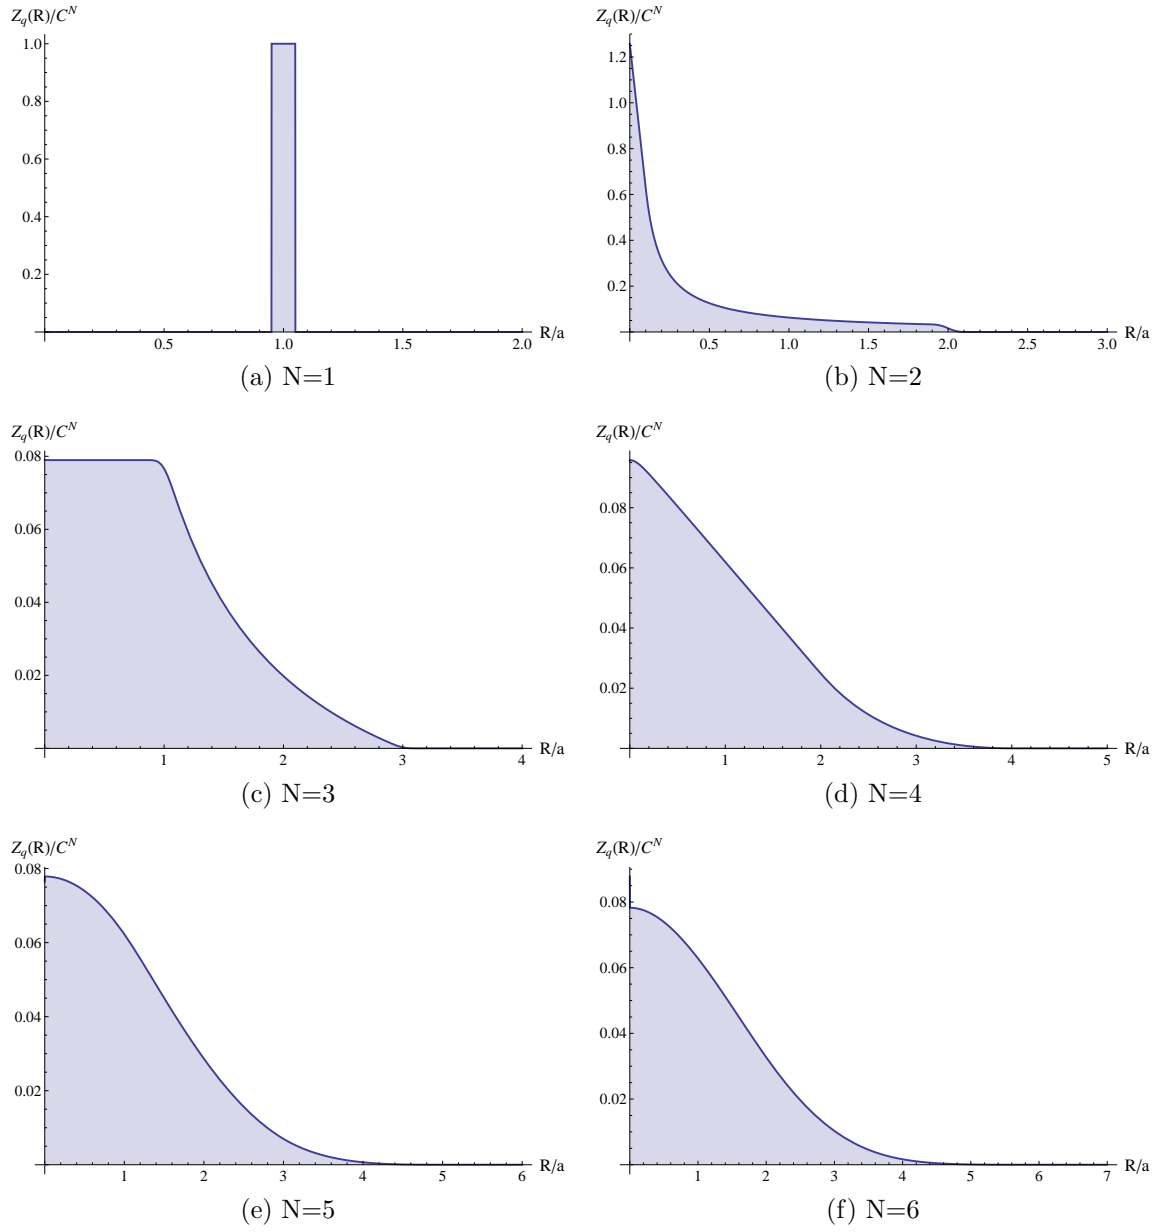 Z_q(R)/C^N
1.0
0.8
0.6
0.4
0.2
0.5 1.0 1.5 2.0 R/a
(a) N=1
Z_q(R)/C^N
1.2
1.0
0.8
0.6
0.4
0.2
0.5 1.0 1.5 2.0 2.5 3.0 R/a
(b) N=2
Z_q(R)/C^N
0.08
0.06
0.04
0.02
1 2 3 4 R/a
(c) N=3
Z_q(R)/C^N
0.08
0.06
0.04
0.02
1 2 3 4 5 R/a
(d) N=4
Z_q(R)/C^N
0.08
0.06
0.04
0.02
1 2 3 4 5 6 R/a
(e) N=5
Z_q(R)/C^N
0.08
0.06
0.04
0.02
1 2 3 4 5 6 7 R/a
(f) N=6